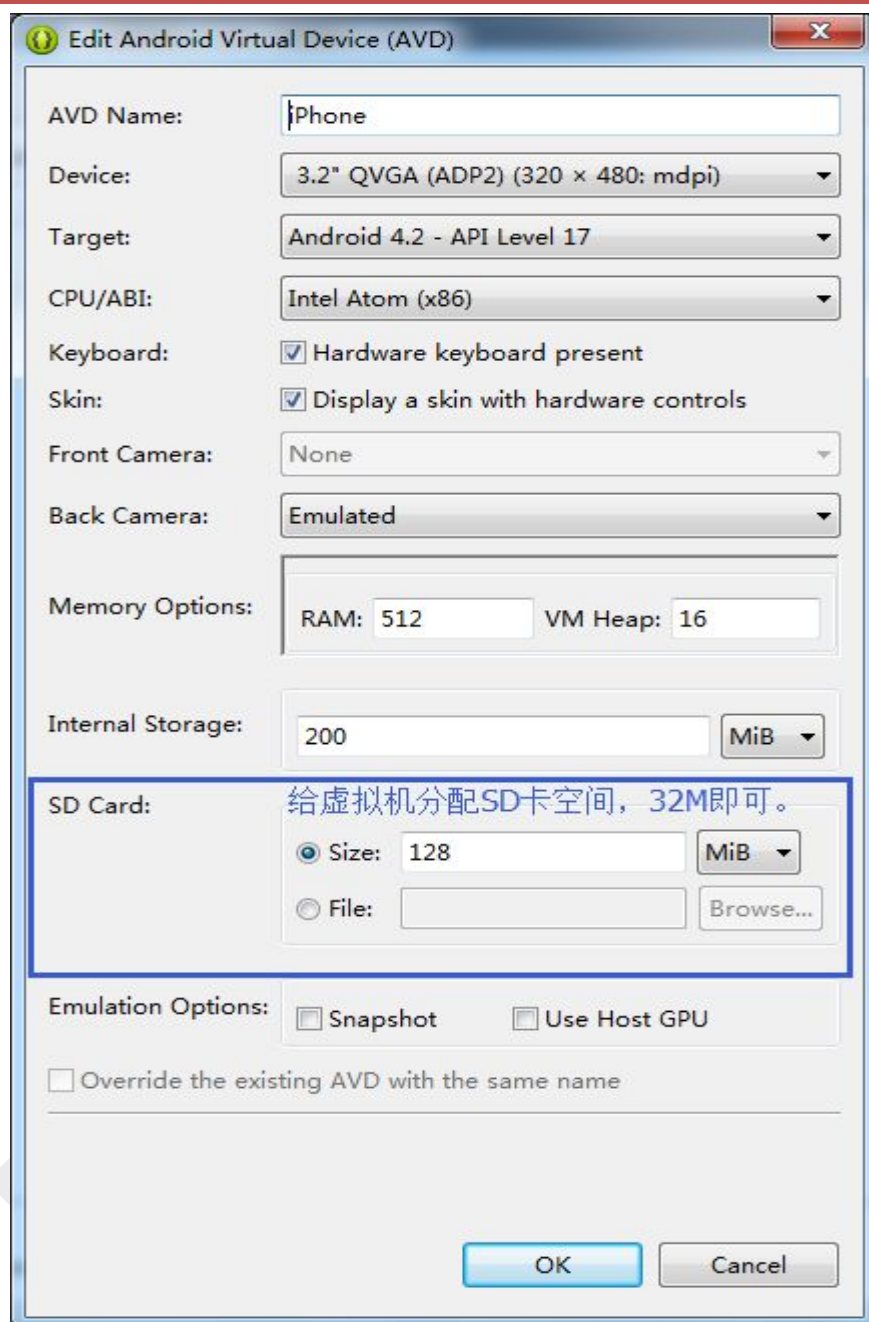 Edit Android Virtual Device (AVD)
AVD Name: iPhone
Device: 3.2" QVGA (ADP2) (320 × 480: mdpi)
Target: Android 4.2 - API Level 17
CPU/ABI: Intel Atom (x86)
Keyboard: Hardware keyboard present
Skin: Display a skin with hardware controls
Front Camera: None
Back Camera: Emulated
Memory Options: RAM: 512 VM Heap: 16
Internal Storage: 200 MiB
SD Card: 给虚拟机分配SD卡空间，32M即可。
Size: 128 MiB
File: Browse...
Emulation Options: Snapshot Use Host GPU
Override the existing AVD with the same name
OK Cancel